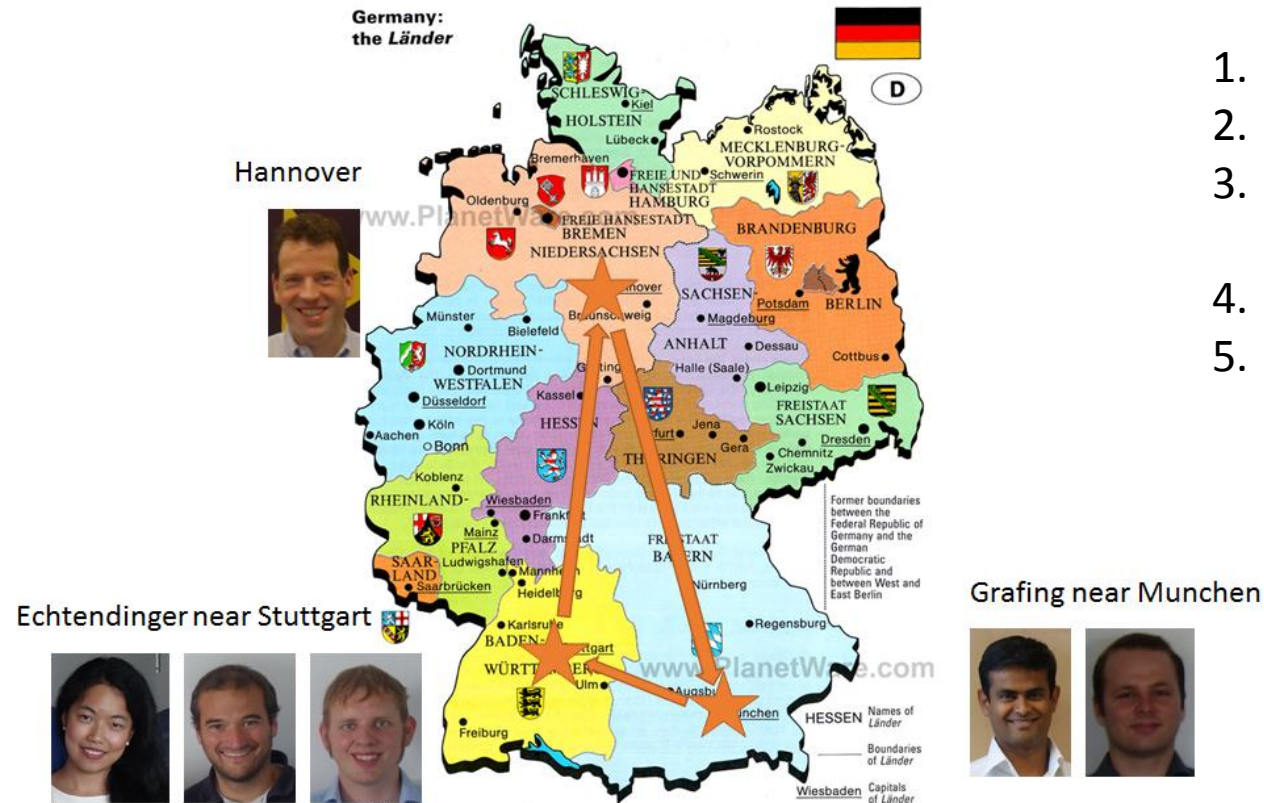 Germany:
the Länder
D
1.
2.
3.
4.
5.
Hannover
SCHLESWIG-
Kiel
HOLSTEIN
Lübeck
Rostock
MECKLENBURG-
VORPOMMERN
Schwerin
Bremerhaven
FREIE UND
HANSESTADT
HAMBURG
Oldenburg
www.PlanetWare.com
FREIE HANSESTADT
BREMEN
NIEDERSACHSEN
BRANDENBURG
SACHSEN-
Potsdam
BERLIN
Magdeburg
ANHALT
Dessau
Halle (Saale)
Cottbus
Münster
Bielefeld
NORDRHEIN-
Dortmund
WESTFALEN
Düsseldorf
Köln
Aachen
Bonn
Kassel
HESSEN
Leipzig
FREISTAAT
SACHSEN
Dresden
Chemnitz
Zwickau
Jena
Gera
Koblenz
RHEINLAND-
Wiesbaden
Mainz
PFALZ
SAAR-
LAND
Ludwigshafen
Saarbrücken
Mannheim
Heidelberg
Nürnberg
Regensburg
Former boundaries
between the
Federal Republic of
Germany and the
German
Democratic
Republic and
between West and
East Berlin
Echtendinger near Stuttgart
Grafing near Munchen
Karlsruhe
BADEN-
Ulm
Freiburg
www.PlanetWare.com
HESSEN Names of
Länder
Boundaries
of Länder
Wiesbaden Capitals
of Länder